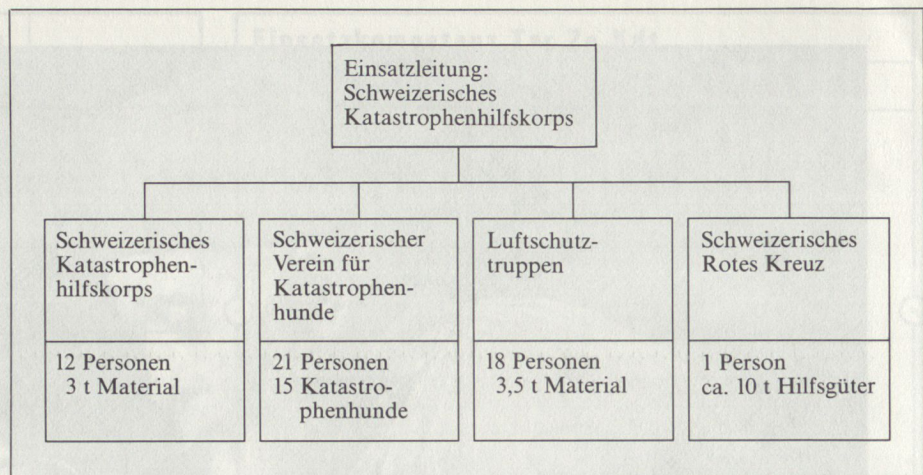 Einsatzleitung:
Schweizerisches
Katastrophenhilfskorps
Schweizerisches
Katastrophen-
hilfskorps
12 Personen
3 t Material
Schweizerischer
Verein für
Katastrophen-
hunde
21 Personen
15 Katastro-
phenhunde
Luftschutz-
truppen
18 Personen
3,5 t Material
Schweizerisches
Rotes Kreuz
1 Person
ca. 10 t Hilfsgüter